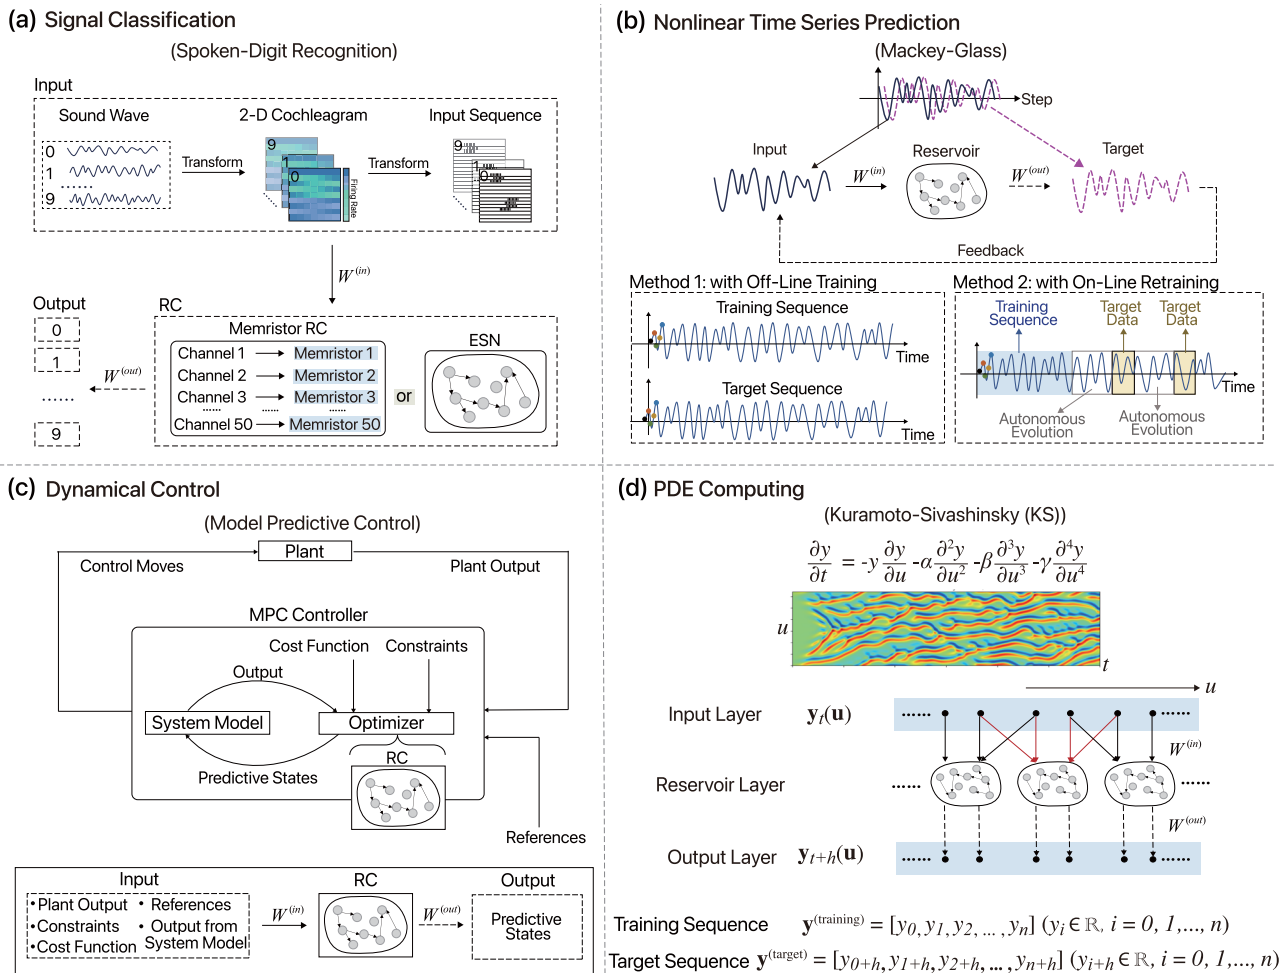 (a) Signal Classification
(Spoken-Digit Recognition)
Input
Sound Wave
2-D Cochleagram
Input Sequence
0
1
......
9
Transform
9
1
0
......
Firing Rate
Transform
9
1
0
......
W(in)
Output
0
1
......
9
W(out)
RC
Memristor RC
Channel 1 Memristor 1
Channel 2 Memristor 2
Channel 3 Memristor 3
...... ...... ......
Channel 50 Memristor 50
or
ESN
(b) Nonlinear Time Series Prediction
(Mackey-Glass)
Step
Input
Reservoir
Target
W(in)
W(out)
Feedback
Method 1: with Off-Line Training
Training Sequence
Time
Target Sequence
Time
Method 2: with On-Line Retraining
Training
Sequence
Target
Data
Target
Data
Time
Autonomous
Evolution
Autonomous
Evolution
(c) Dynamical Control
(Model Predictive Control)
Plant
Control Moves
Plant Output
MPC Controller
Cost Function
Constraints
Output
System Model
Optimizer
Predictive States
RC
References
Input
• Plant Output
• Constraints
• Cost Function
• References
• Output from
System Model
W(in)
RC
W(out)
Output
Predictive
States
(d) PDE Computing
(Kuramoto-Sivashinsky (KS))
∂y/∂t = -y ∂y/∂u -α ∂²y/∂u² -β ∂³y/∂u³ -γ ∂⁴y/∂u⁴
u
t
u
Input Layer yt(u)
...... ......
W(in)
Reservoir Layer
...... ......
W(out)
Output Layer yt+h(u)
...... ......
Training Sequence y(training) = [y0, y1, y2, ... , yn] (yi ∈ ℝ, i = 0, 1,..., n)
Target Sequence y(target) = [y0+h, y1+h, y2+h, ... , yn+h] (yi+h ∈ ℝ, i = 0, 1,..., n)